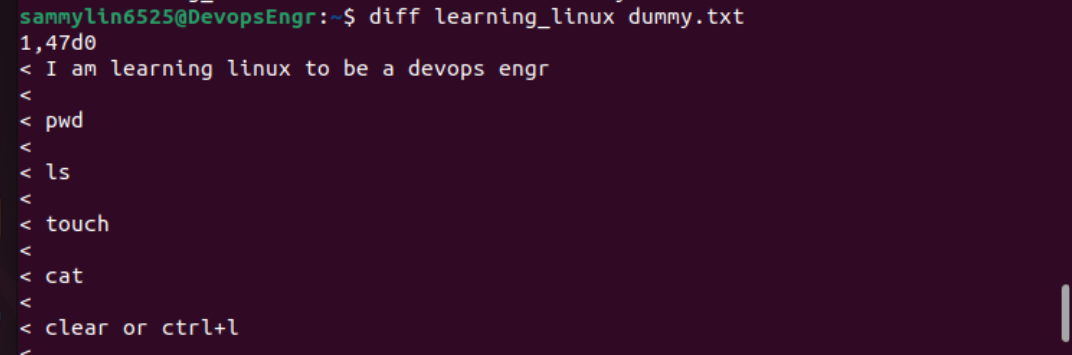 sammylin6525@DevopsEngr:~$ diff learning_linux dummy.txt
1,47d0
< I am learning linux to be a devops engr
<
< pwd
<
< ls
<
< touch
<
< cat
<
< clear or ctrl+l
<